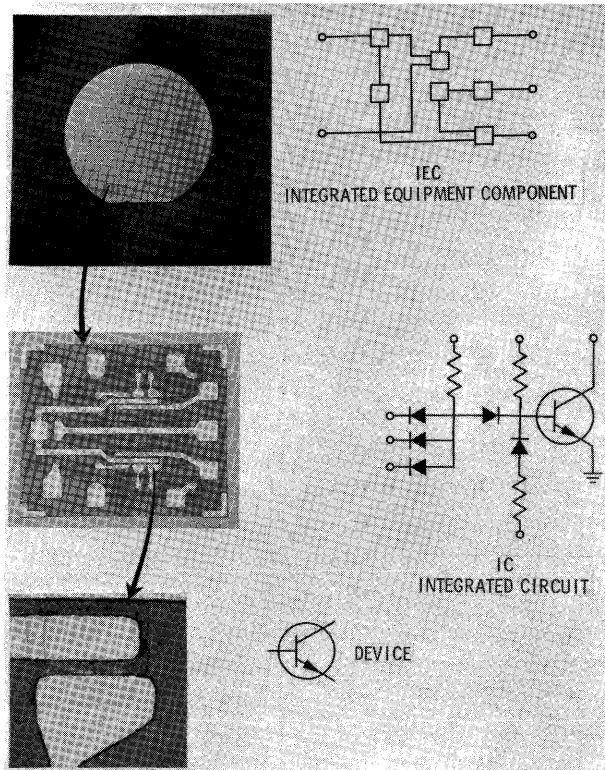 IEC
INTEGRATED EQUIPMENT COMPONENT
IC
INTEGRATED CIRCUIT
DEVICE